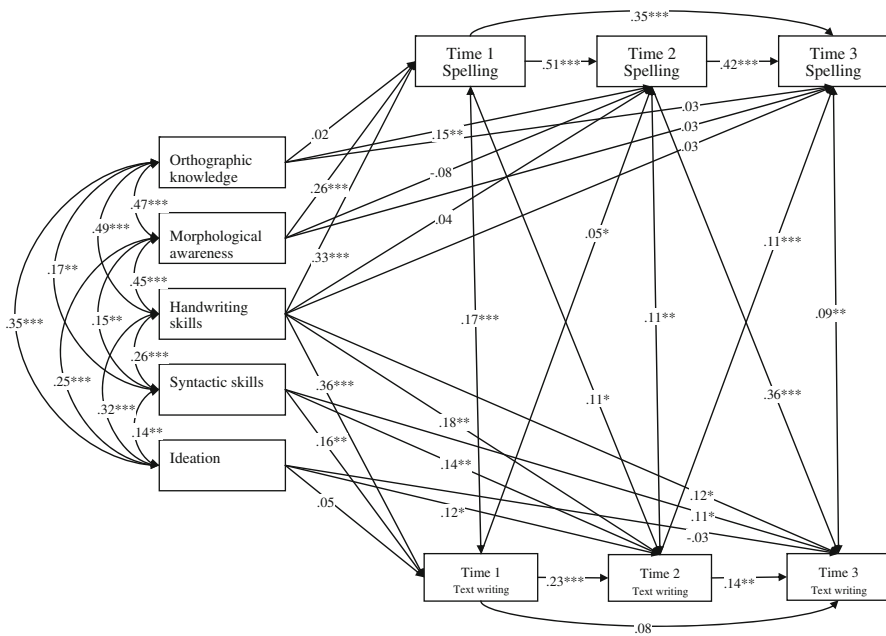 .35***
Time 1
Spelling
.51***
Time 2
Spelling
.42***
Time 3
Spelling
.02
.15**
.03
.03
.03
Orthographic
knowledge
.26***
-.08
.47***
Morphological
awareness
.04
.49***
.33***
.05*
.11***
.17**
.45***
Handwriting
skills
.35***
.15**
.17***
.11**
.09**
.26***
Syntactic skills
.25***
.36***
.11*
.36***
.32***
.18**
.14**
.16**
Ideation
.14**
.12*
.05
.12*
.11*
-.03
Time 1
Text writing
.23***
Time 2
Text writing
.14**
Time 3
Text writing
.08